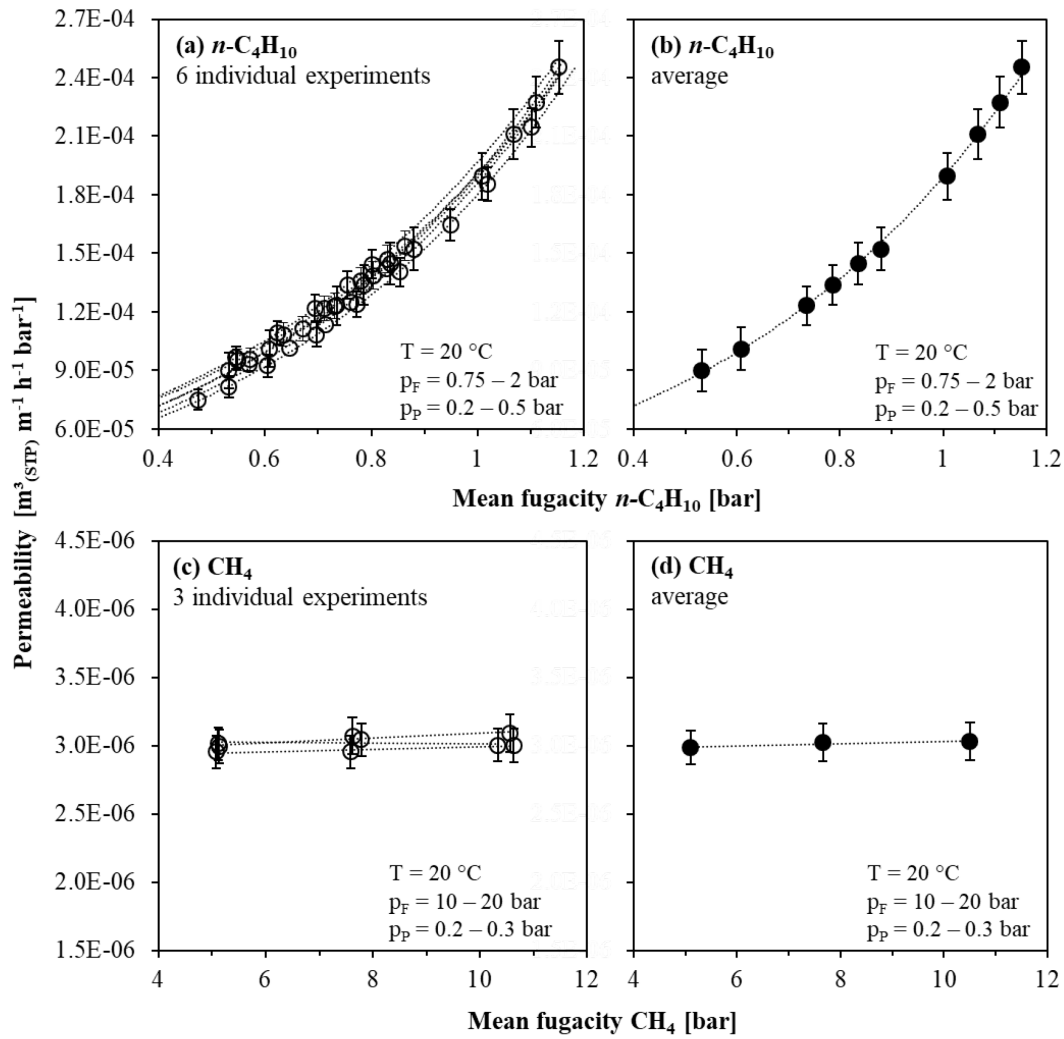 Permeability [m³(STP) m-1 h-1 bar-1]
2.7E-04
2.4E-04
2.1E-04
1.8E-04
1.5E-04
1.2E-04
9.0E-05
6.0E-05
(a) n-C4H10
6 individual experiments
T = 20 °C
pF = 0.75 – 2 bar
pP = 0.2 – 0.5 bar
0.4 0.6 0.8 1 1.2
(b) n-C4H10
average
T = 20 °C
pF = 0.75 – 2 bar
pP = 0.2 – 0.5 bar
0.4 0.6 0.8 1 1.2
Mean fugacity n-C4H10 [bar]
4.5E-06
4.0E-06
3.5E-06
3.0E-06
2.5E-06
2.0E-06
1.5E-06
(c) CH4
3 individual experiments
T = 20 °C
pF = 10 – 20 bar
pP = 0.2 – 0.3 bar
4 6 8 10 12
(d) CH4
average
T = 20 °C
pF = 10 – 20 bar
pP = 0.2 – 0.3 bar
4 6 8 10 12
Mean fugacity CH4 [bar]